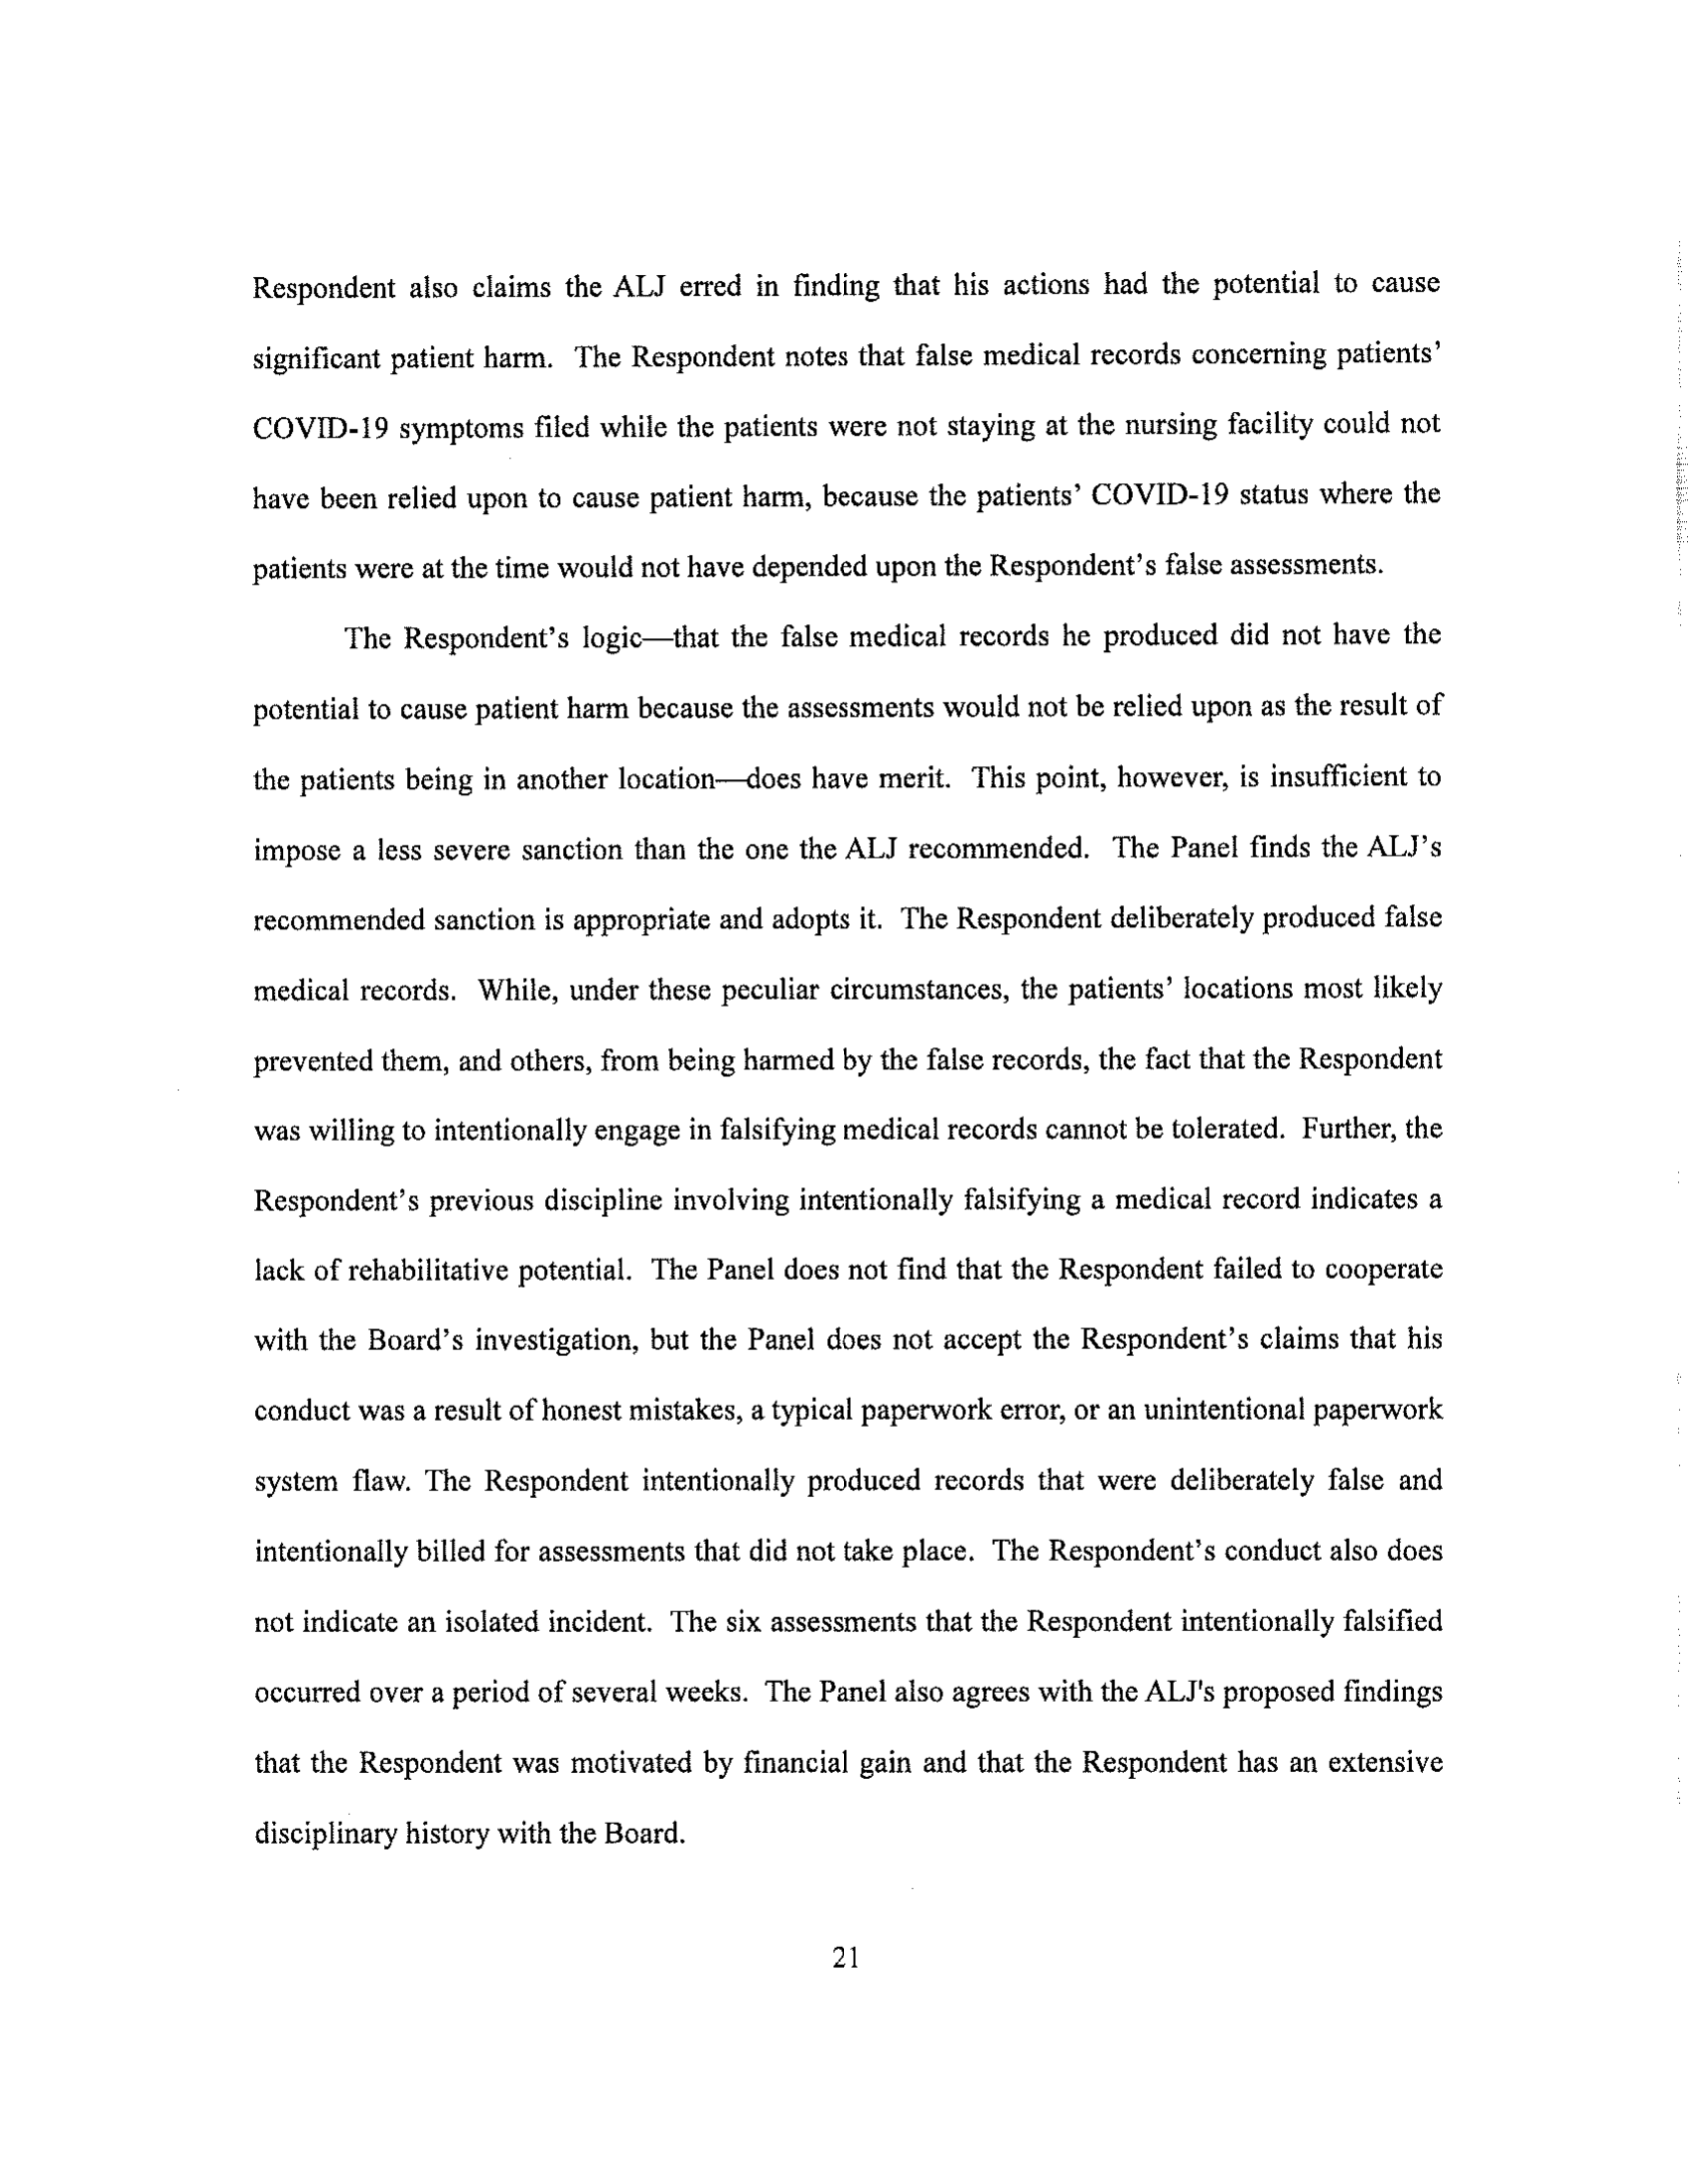 Respondent also claims the ALJ erred in finding that his actions had the potential to cause
significant patient harm. The Respondent notes that false medical records concerning patients'
COVID-19 symptoms filed while the patients were not staying at the nursing facility could not
have been relied upon to cause patient harm, because the patients' COVID-19 status where the
patients were at the time would not have depended upon the Respondent's false assessments.
The Respondent's logic—that the false medical records he produced did not have the
potential to cause patient harm because the assessments would not be relied upon as the result of
the patients being in another location—does have merit. This point, however, is insufficient to
impose a less severe sanction than the one the ALJ recommended. The Panel finds the ALJ's
recommended sanction is appropriate and adopts it. The Respondent deliberately produced false
medical records. While, under these peculiar circumstances, the patients' locations most likely
prevented them, and others, from being harmed by the false records, the fact that the Respondent
was willing to intentionally engage in falsifying medical records cannot be tolerated. Further, the
Respondent's previous discipline involving intentionally falsifying a medical record indicates a
lack of rehabilitative potential. The Panel does not find that the Respondent failed to cooperate
with the Board's investigation, but the Panel does not accept the Respondent's claims that his
conduct was a result of honest mistakes, a typical paperwork error, or an unintentional paperwork
system flaw. The Respondent intentionally produced records that were deliberately false and
intentionally billed for assessments that did not take place. The Respondent's conduct also does
not indicate an isolated incident. The six assessments that the Respondent intentionally falsified
occurred over a period of several weeks. The Panel also agrees with the ALJ's proposed findings
that the Respondent was motivated by financial gain and that the Respondent has an extensive
disciplinary history with the Board.
21